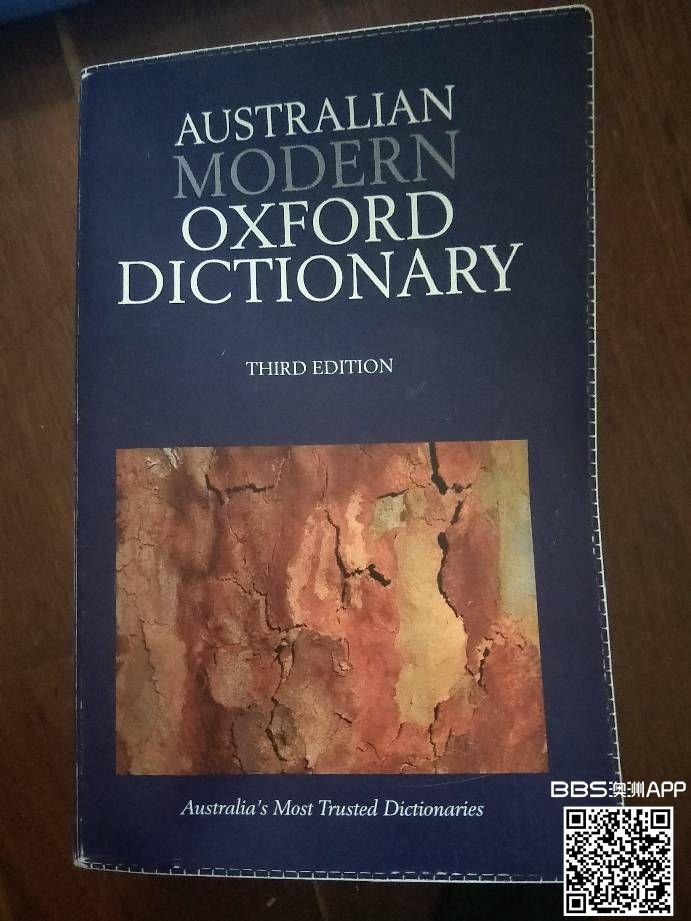 AUSTRALIAN
MODERN
OXFORD
DICTIONARY
THIRD EDITION
Australia's Most Trusted Dictionaries
BBS澳洲APP